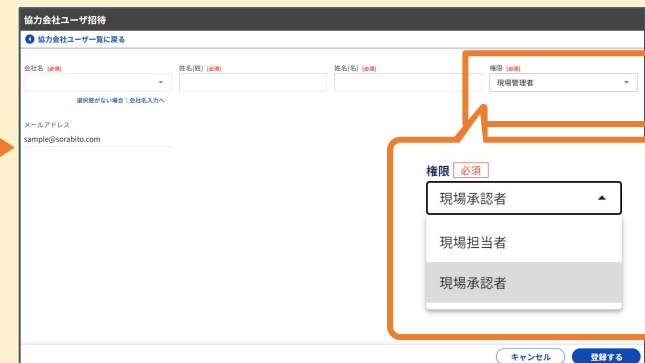 協力会社ユーザ招待
協力会社ユーザ一覧に戻る
会社名 (必須)
姓名(姓) (必須)
姓名(名) (必須)
権限 (必須)
現場管理者
選択肢がない場合：会社名入力へ
メールアドレス
sample@sorabito.com
権限 必須
現場承認者
現場担当者
現場承認者
キャンセル
登録する